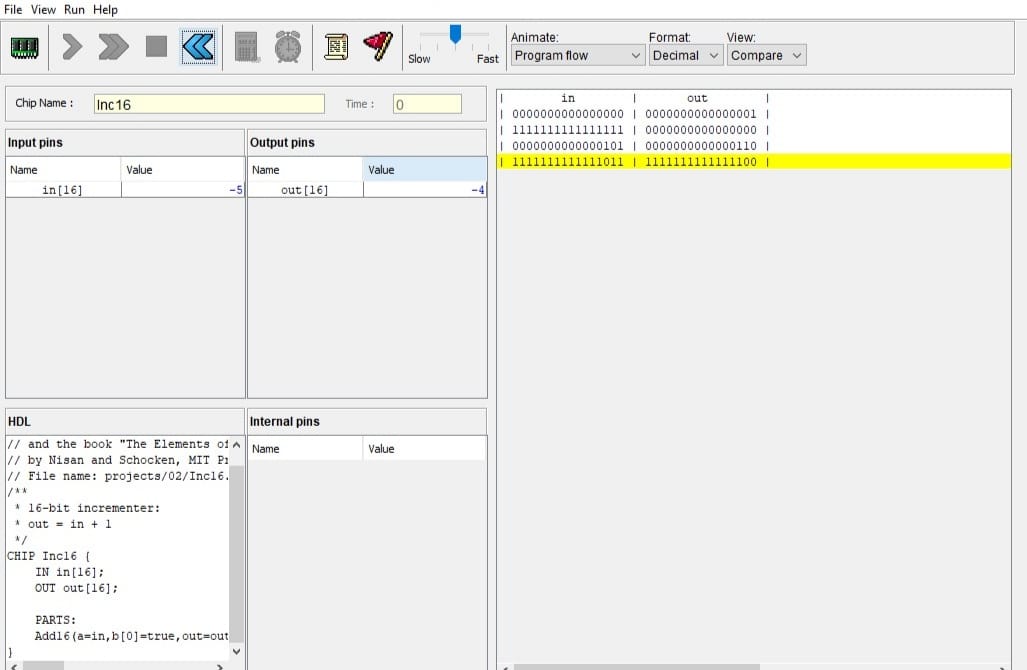 File View Run Help
Slow Fast
Animate: Format: View:
Program flow Decimal Compare
Chip Name : Inc16 Time : 0
Input pins
Name Value
in[16] -5
Output pins
Name Value
out[16] -4
HDL
// and the book "The Elements of
// by Nisan and Schocken, MIT Pr
// File name: projects/02/Inc16.
/**
* 16-bit incrementer:
* out = in + 1
*/
CHIP Inc16 {
IN in[16];
OUT out[16];
PARTS:
Add16(a=in,b[0]=true,out=out
}
Internal pins
Name Value
| in | out |
| 0000000000000000 | 0000000000000001 |
| 1111111111111111 | 0000000000000000 |
| 0000000000000101 | 0000000000000110 |
| 1111111111111011 | 1111111111111100 |